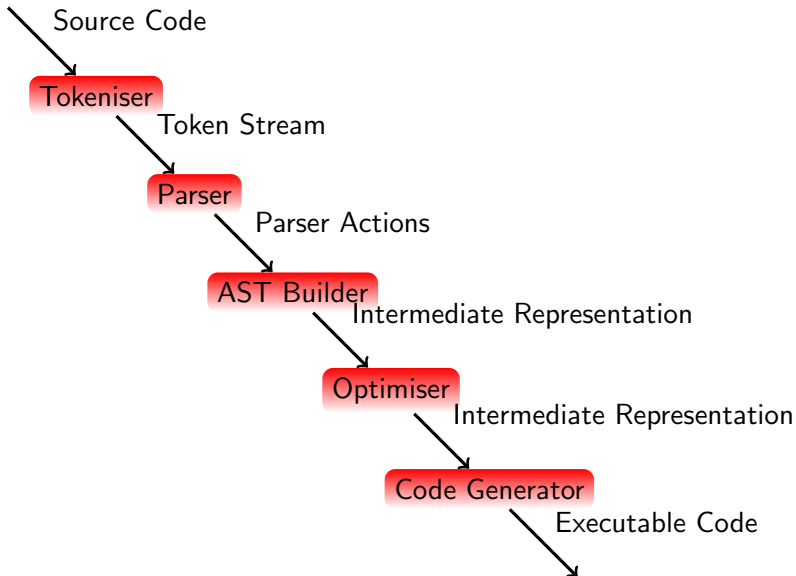 Source Code
Tokeniser
Token Stream
Parser
Parser Actions
AST Builder
Intermediate Representation
Optimiser
Intermediate Representation
Code Generator
Executable Code